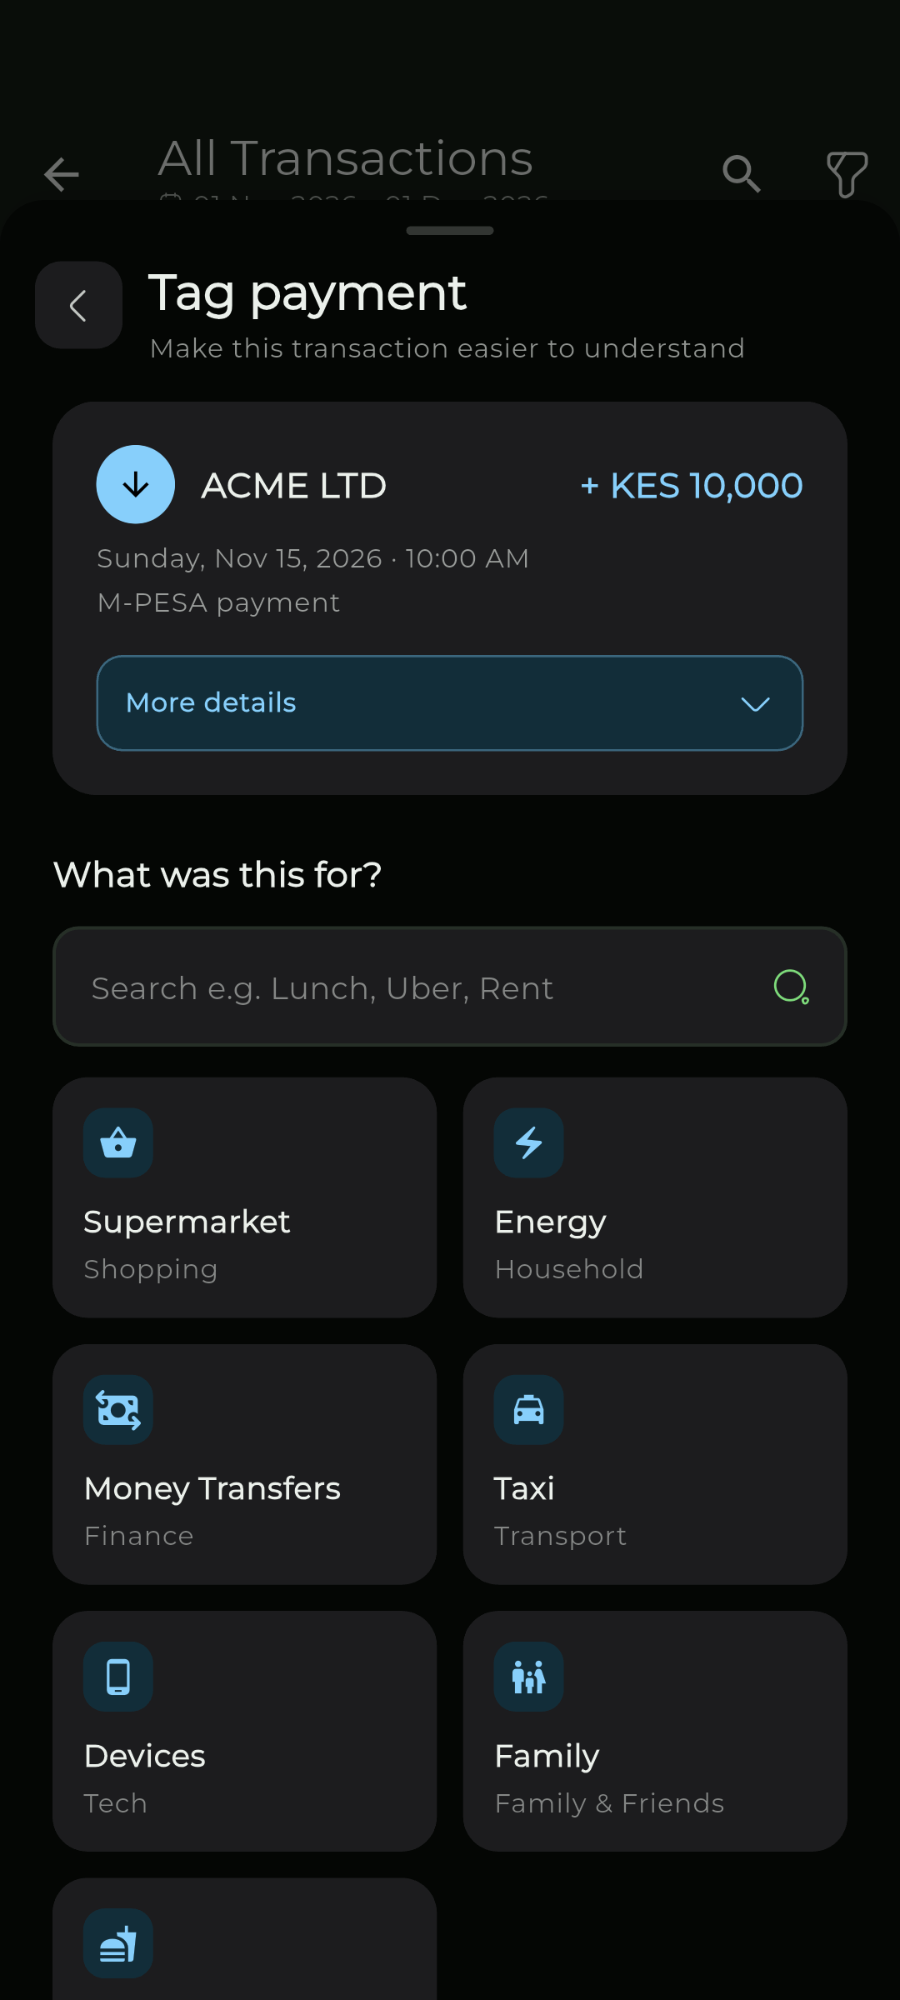 All Transactions
Tag payment
Make this transaction easier to understand
ACME LTD
+ KES 10,000
Sunday, Nov 15, 2026 · 10:00 AM
M-PESA payment
More details
What was this for?
Search e.g. Lunch, Uber, Rent
Supermarket
Shopping
Energy
Household
Money Transfers
Finance
Taxi
Transport
Devices
Tech
Family
Family & Friends